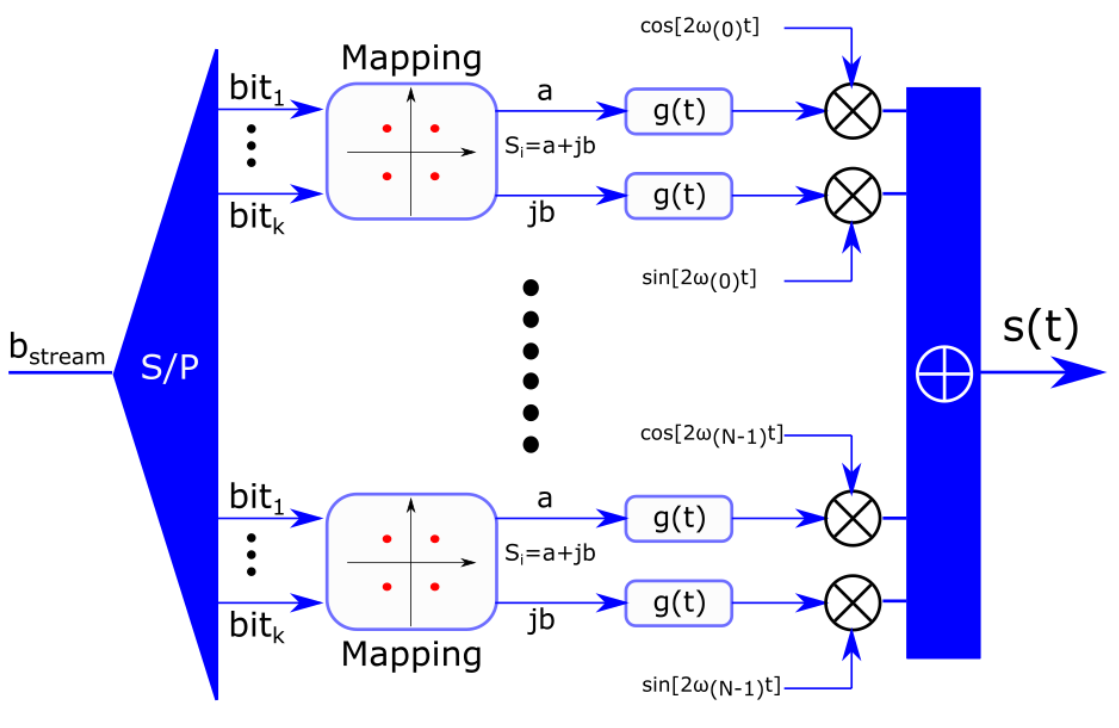 cos[2ω(0)t]
Mapping
bit1
a
g(t)
Si=a+jb
bitk
jb
g(t)
sin[2ω(0)t]
bstream
S/P
s(t)
cos[2ω(N-1)t]
bit1
a
g(t)
Si=a+jb
bitk
jb
g(t)
Mapping
sin[2ω(N-1)t]